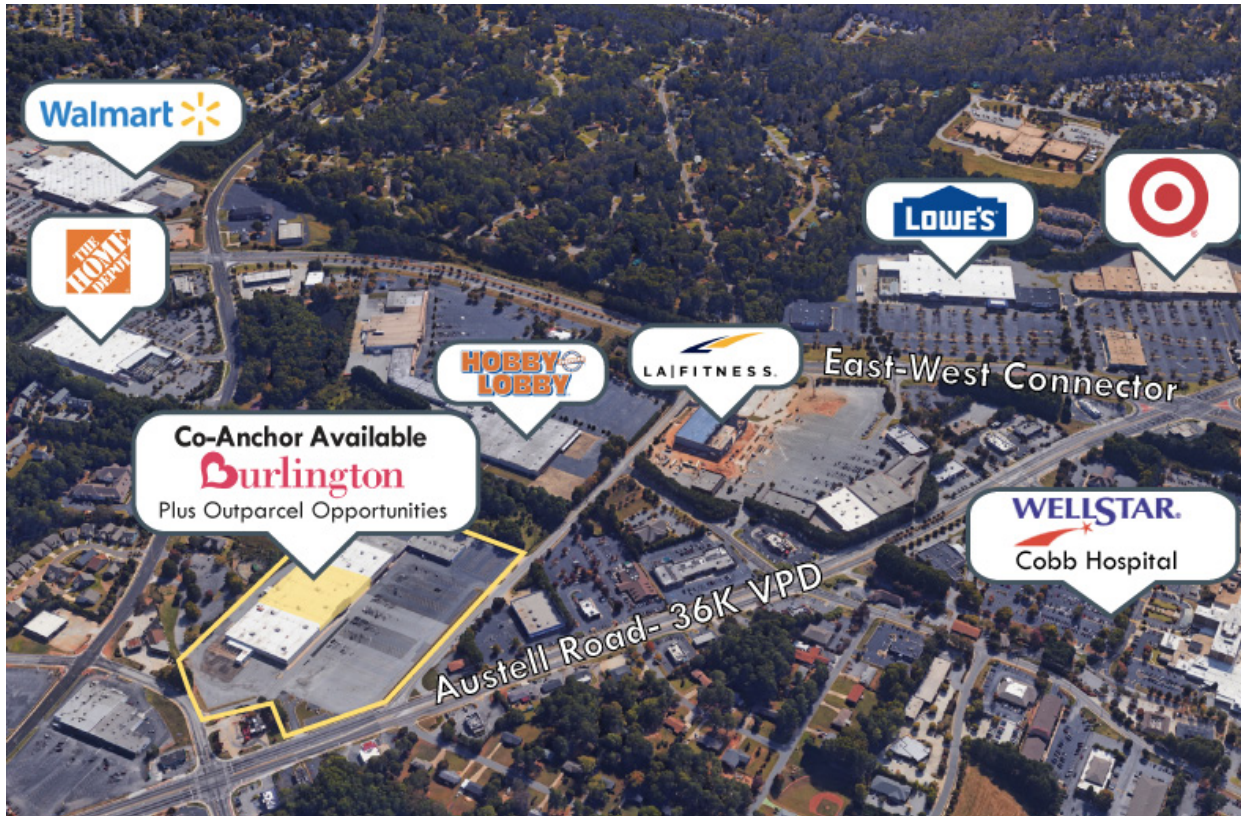 Walmart
THE
HOME
DEPOT
LOWE'S
HOBBY
LOBBY
LA|FITNESS.
East-West Connector
Co-Anchor Available
Burlington
Plus Outparcel Opportunities
WELLSTAR.
Cobb Hospital
Austell Road- 36K VPD